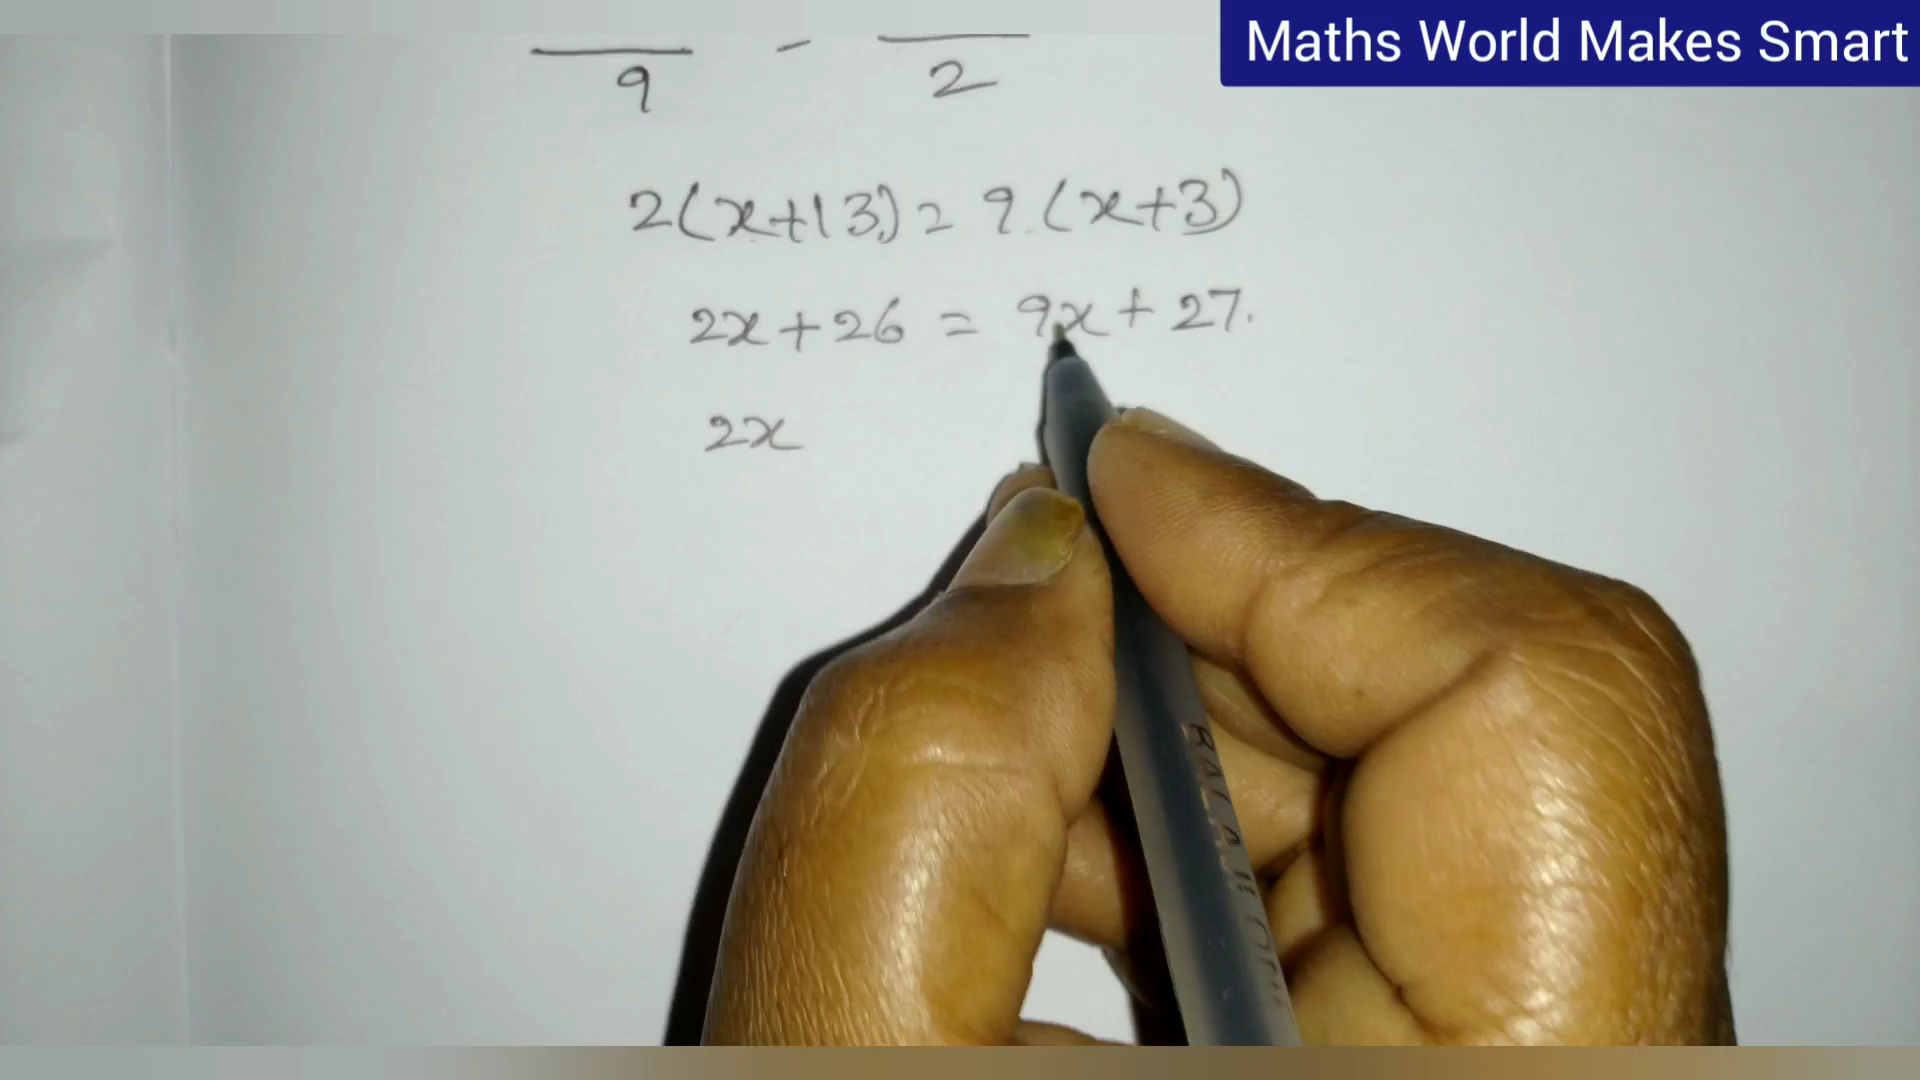 Maths World Makes Smart
9 - 2
2(x+13) = 9.(x+3)
2x+26 = 9x+27.
2x